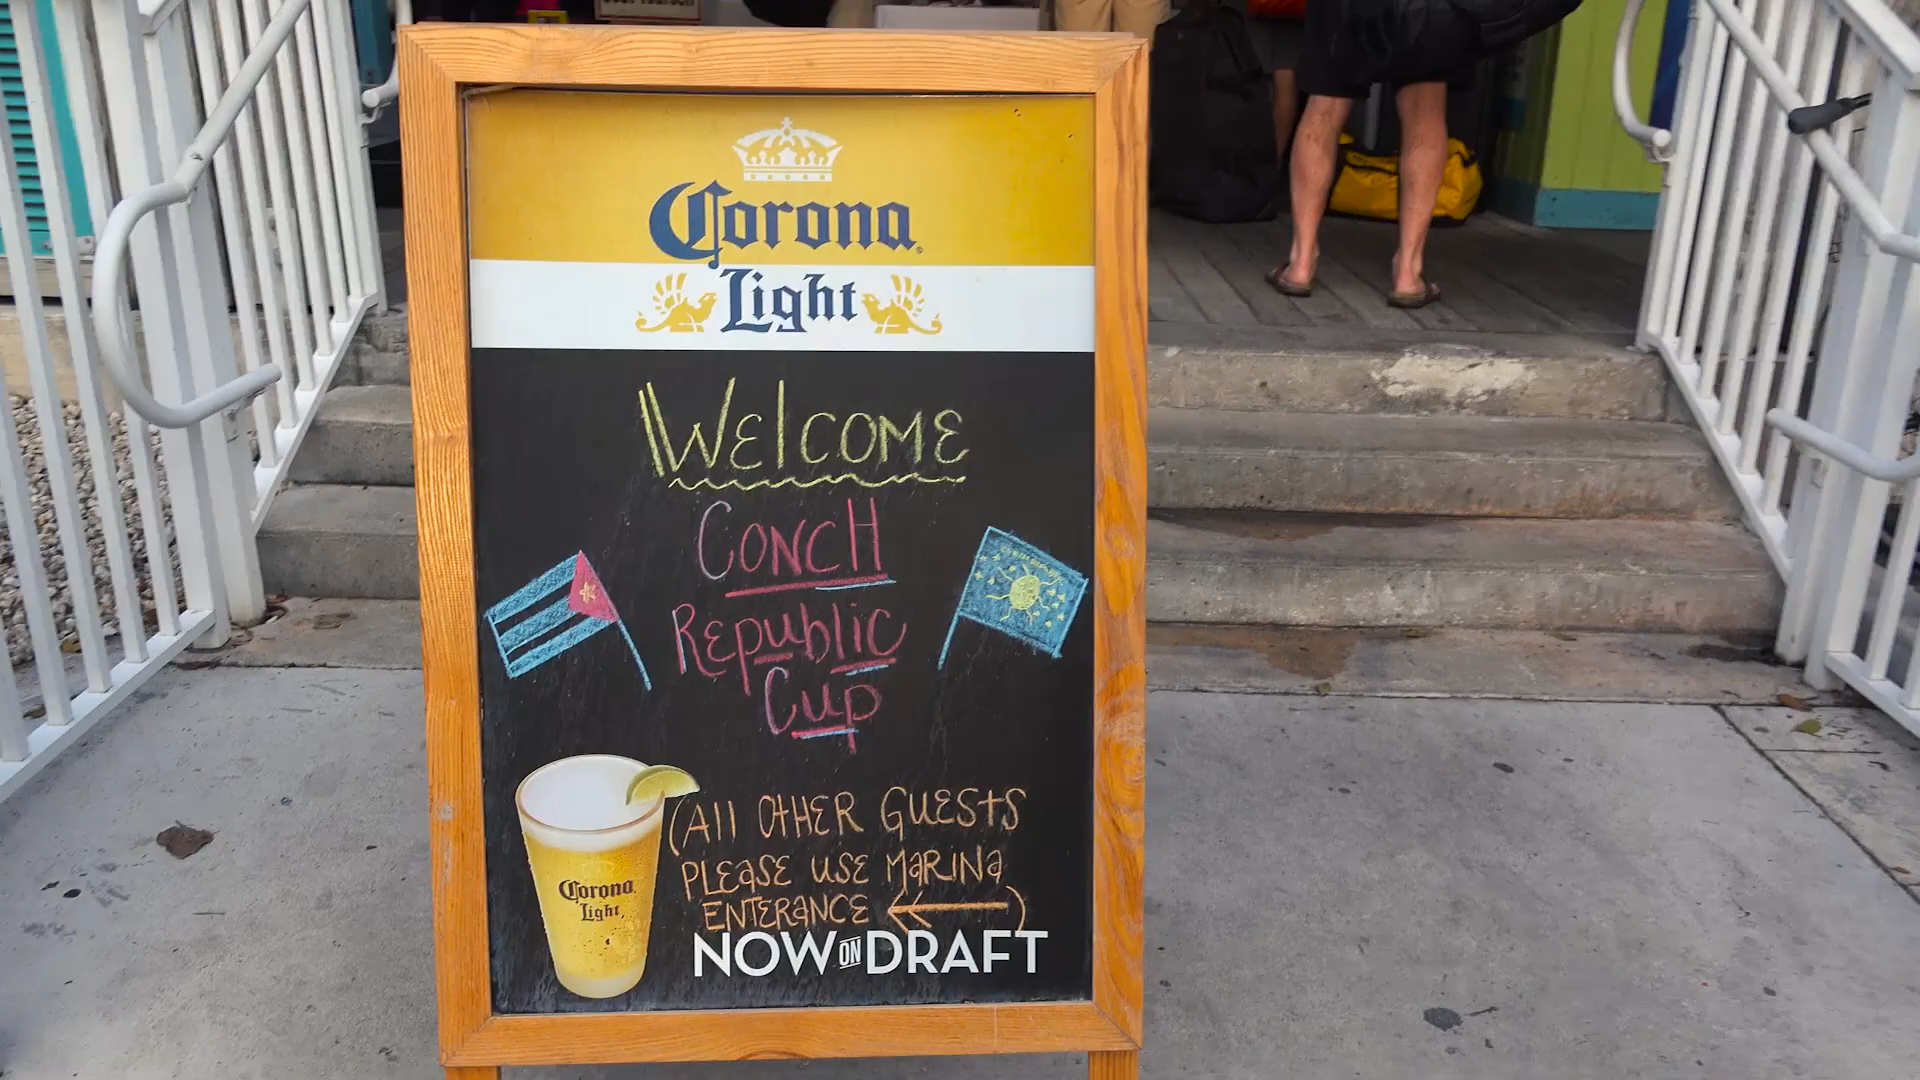 Corona
Light
WElcOME
CONCH
REpublic
Cup
(All OtHER GUESTS
PLEASE USE MARINA
ENTERANCE ←)
NOW ON DRAFT
Corona
Light